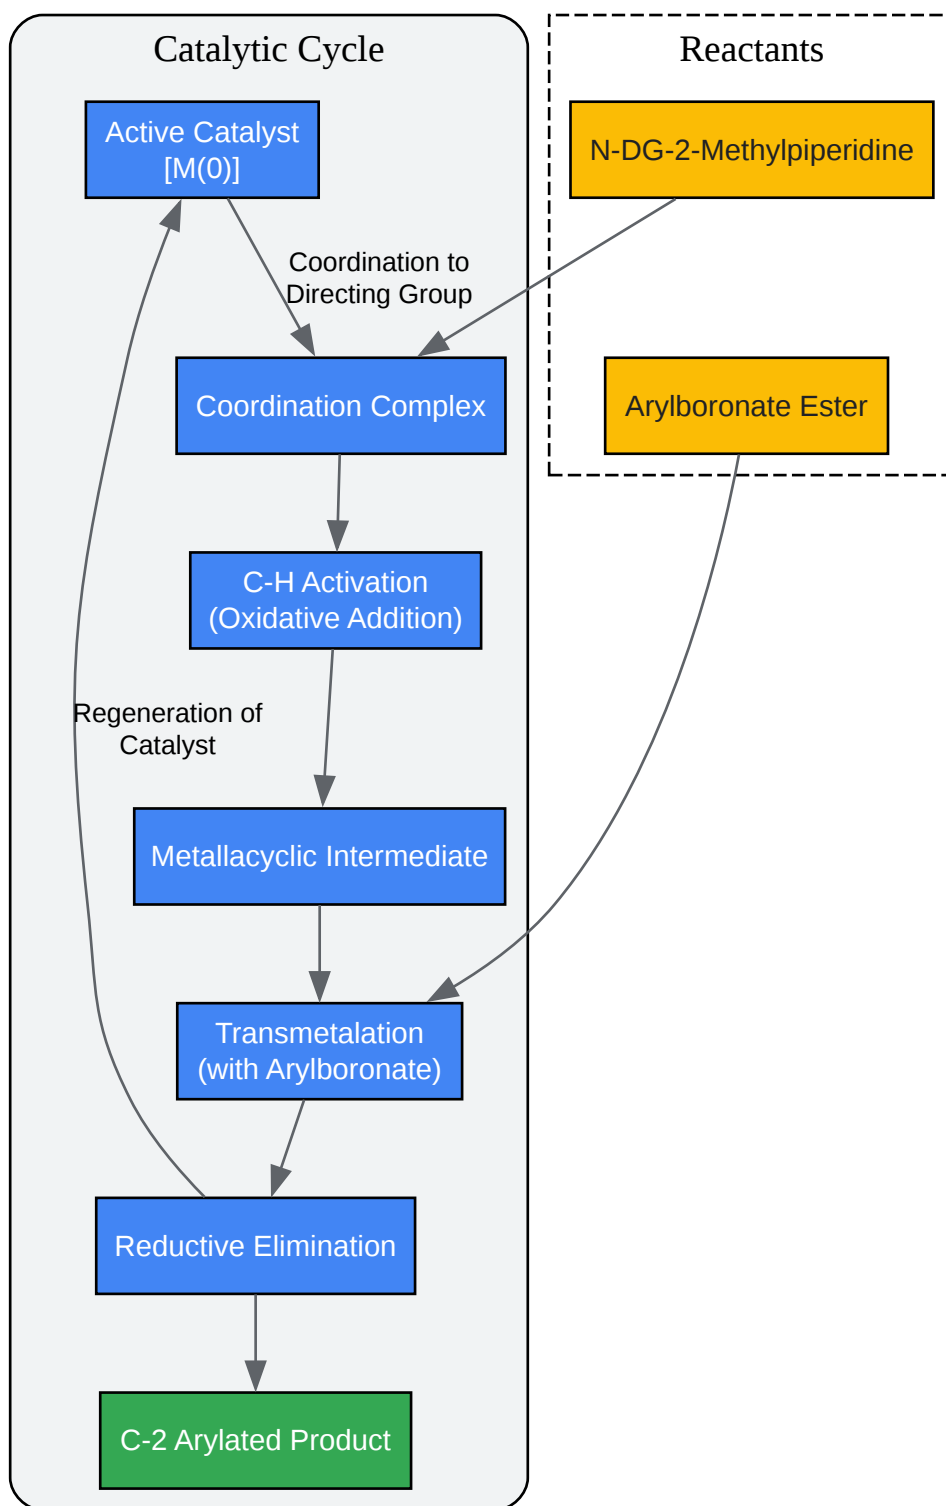 Catalytic Cycle
Reactants
Active Catalyst
[M(0)]
N-DG-2-Methylpiperidine
Coordination to
Directing Group
Coordination Complex
Arylboronate Ester
C-H Activation
(Oxidative Addition)
Regeneration of
Catalyst
Metallacyclic Intermediate
Transmetalation
(with Arylboronate)
Reductive Elimination
C-2 Arylated Product